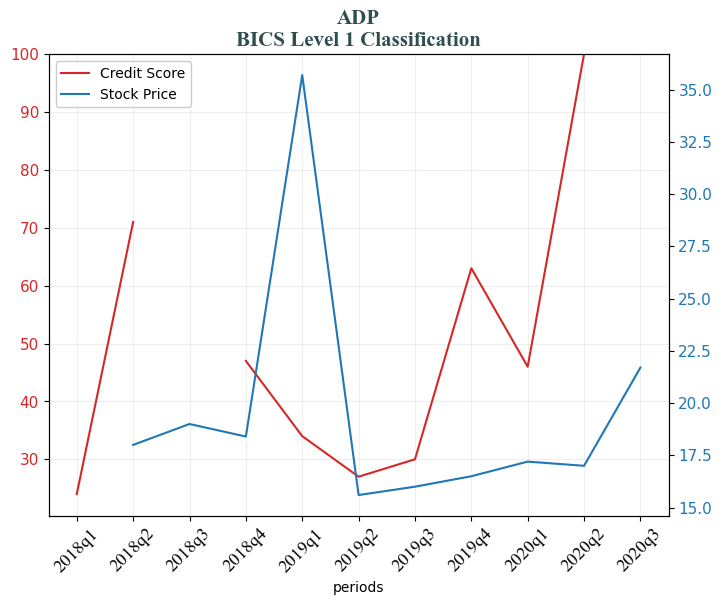 ADP
BICS Level 1 Classification
Credit Score
Stock Price
100
90
80
70
60
50
40
30
35.0
32.5
30.0
27.5
25.0
22.5
20.0
17.5
15.0
2018q1
2018q2
2018q3
2018q4
2019q1
2019q2
2019q3
2019q4
2020q1
2020q2
2020q3
periods